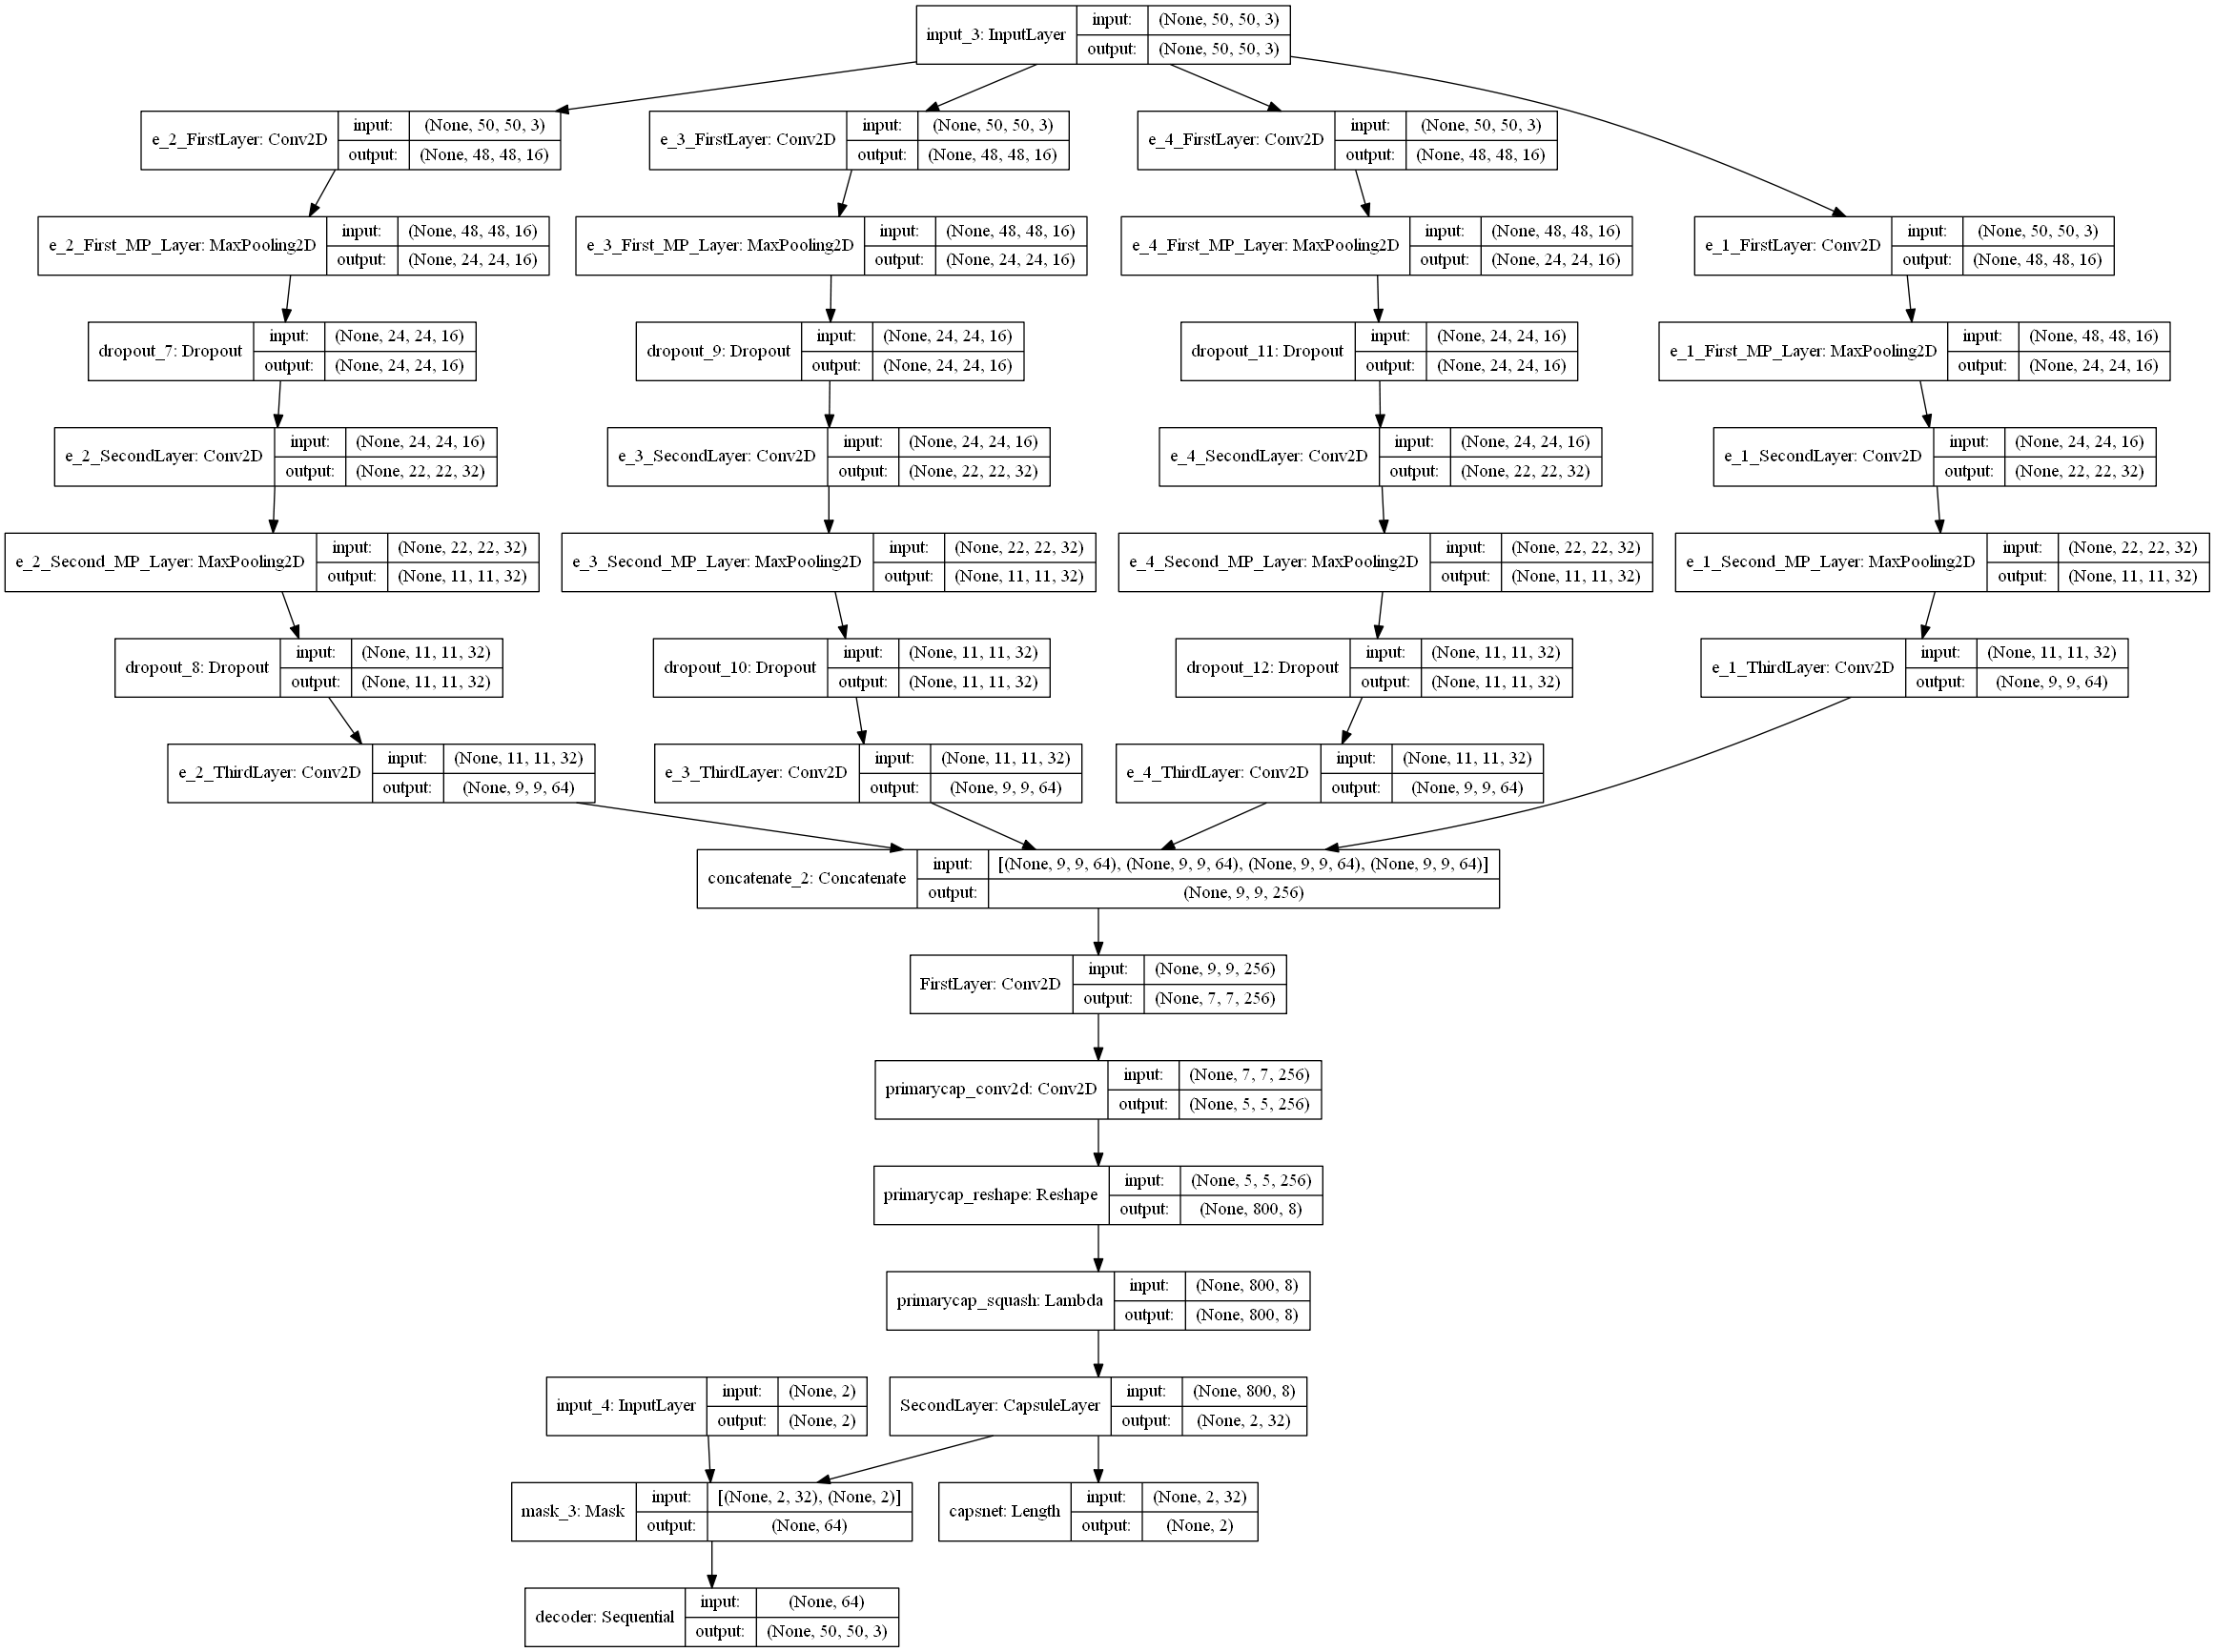 input_3: InputLayer
input: (None, 50, 50, 3)
output: (None, 50, 50, 3)
e_2_FirstLayer: Conv2D
input: (None, 50, 50, 3)
output: (None, 48, 48, 16)
e_3_FirstLayer: Conv2D
input: (None, 50, 50, 3)
output: (None, 48, 48, 16)
e_4_FirstLayer: Conv2D
input: (None, 50, 50, 3)
output: (None, 48, 48, 16)
e_2_First_MP_Layer: MaxPooling2D
input: (None, 48, 48, 16)
output: (None, 24, 24, 16)
e_3_First_MP_Layer: MaxPooling2D
input: (None, 48, 48, 16)
output: (None, 24, 24, 16)
e_4_First_MP_Layer: MaxPooling2D
input: (None, 48, 48, 16)
output: (None, 24, 24, 16)
e_1_FirstLayer: Conv2D
input: (None, 50, 50, 3)
output: (None, 48, 48, 16)
dropout_7: Dropout
input: (None, 24, 24, 16)
output: (None, 24, 24, 16)
dropout_9: Dropout
input: (None, 24, 24, 16)
output: (None, 24, 24, 16)
dropout_11: Dropout
input: (None, 24, 24, 16)
output: (None, 24, 24, 16)
e_1_First_MP_Layer: MaxPooling2D
input: (None, 48, 48, 16)
output: (None, 24, 24, 16)
e_2_SecondLayer: Conv2D
input: (None, 24, 24, 16)
output: (None, 22, 22, 32)
e_3_SecondLayer: Conv2D
input: (None, 24, 24, 16)
output: (None, 22, 22, 32)
e_4_SecondLayer: Conv2D
input: (None, 24, 24, 16)
output: (None, 22, 22, 32)
e_1_SecondLayer: Conv2D
input: (None, 24, 24, 16)
output: (None, 22, 22, 32)
e_2_Second_MP_Layer: MaxPooling2D
input: (None, 22, 22, 32)
output: (None, 11, 11, 32)
e_3_Second_MP_Layer: MaxPooling2D
input: (None, 22, 22, 32)
output: (None, 11, 11, 32)
e_4_Second_MP_Layer: MaxPooling2D
input: (None, 22, 22, 32)
output: (None, 11, 11, 32)
e_1_Second_MP_Layer: MaxPooling2D
input: (None, 22, 22, 32)
output: (None, 11, 11, 32)
dropout_8: Dropout
input: (None, 11, 11, 32)
output: (None, 11, 11, 32)
dropout_10: Dropout
input: (None, 11, 11, 32)
output: (None, 11, 11, 32)
dropout_12: Dropout
input: (None, 11, 11, 32)
output: (None, 11, 11, 32)
e_1_ThirdLayer: Conv2D
input: (None, 11, 11, 32)
output: (None, 9, 9, 64)
e_2_ThirdLayer: Conv2D
input: (None, 11, 11, 32)
output: (None, 9, 9, 64)
e_3_ThirdLayer: Conv2D
input: (None, 11, 11, 32)
output: (None, 9, 9, 64)
e_4_ThirdLayer: Conv2D
input: (None, 11, 11, 32)
output: (None, 9, 9, 64)
concatenate_2: Concatenate
input: [(None, 9, 9, 64), (None, 9, 9, 64), (None, 9, 9, 64), (None, 9, 9, 64)]
output: (None, 9, 9, 256)
FirstLayer: Conv2D
input: (None, 9, 9, 256)
output: (None, 7, 7, 256)
primarycap_conv2d: Conv2D
input: (None, 7, 7, 256)
output: (None, 5, 5, 256)
primarycap_reshape: Reshape
input: (None, 5, 5, 256)
output: (None, 800, 8)
primarycap_squash: Lambda
input: (None, 800, 8)
output: (None, 800, 8)
input_4: InputLayer
input: (None, 2)
output: (None, 2)
SecondLayer: CapsuleLayer
input: (None, 800, 8)
output: (None, 2, 32)
mask_3: Mask
input: [(None, 2, 32), (None, 2)]
output: (None, 64)
capsnet: Length
input: (None, 2, 32)
output: (None, 2)
decoder: Sequential
input: (None, 64)
output: (None, 50, 50, 3)